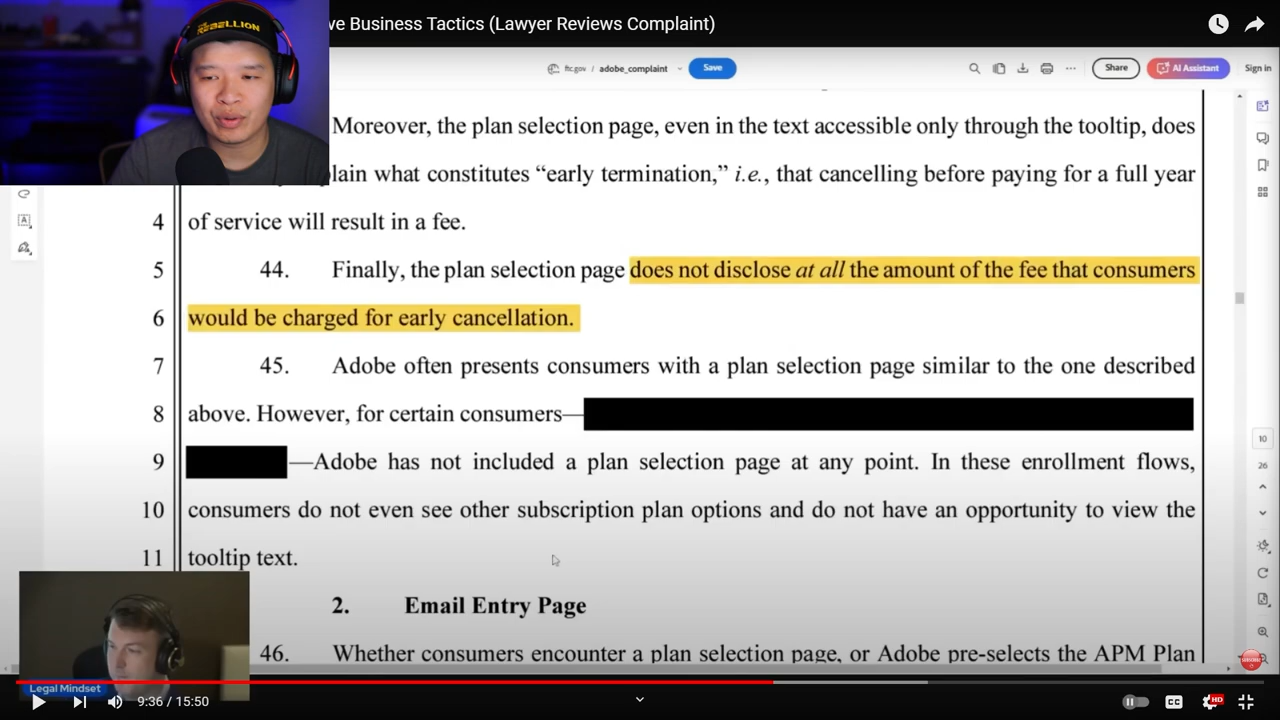 REBELLION
ve Business Tactics (Lawyer Reviews Complaint)
ftc.gov / adobe_complaint
Save
Share
AI Assistant
Sign in
Moreover, the plan selection page, even in the text accessible only through the tooltip, does
plain what constitutes “early termination,” i.e., that cancelling before paying for a full year
4 of service will result in a fee.
5 44. Finally, the plan selection page does not disclose at all the amount of the fee that consumers
6 would be charged for early cancellation.
7 45. Adobe often presents consumers with a plan selection page similar to the one described
8 above. However, for certain consumers—
9 —Adobe has not included a plan selection page at any point. In these enrollment flows,
10 consumers do not even see other subscription plan options and do not have an opportunity to view the
11 tooltip text.
2. Email Entry Page
46. Whether consumers encounter a plan selection page, or Adobe pre-selects the APM Plan
10
26
Legal Mindset
9:36 / 15:50
CC
HD